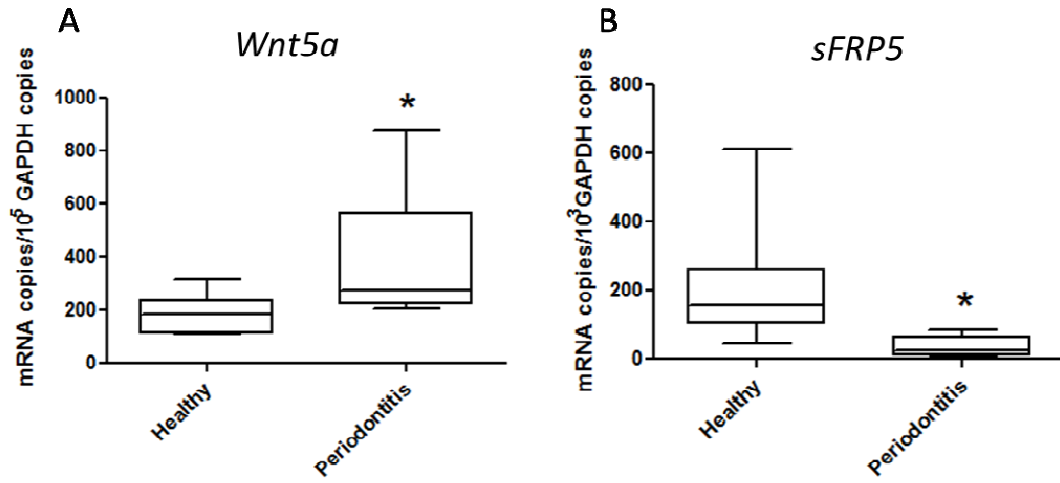 A
Wnt5a
mRNA copies/10⁵ GAPDH copies
1000
800
600
400
200
0
*
Healthy
Periodontitis
B
sFRP5
mRNA copies/10³GAPDH copies
800
600
400
200
0
*
Healthy
Periodontitis